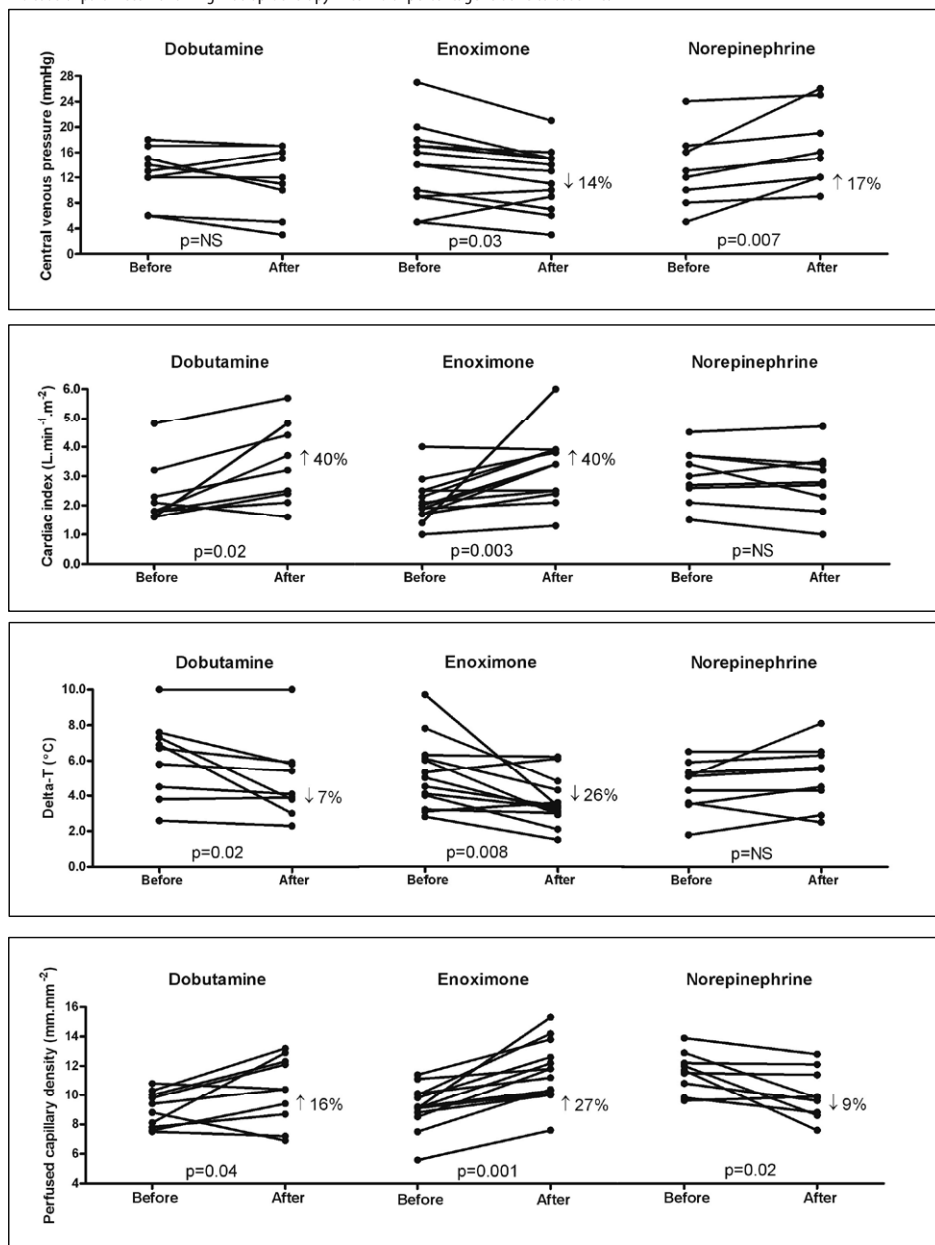 Dobutamine Enoximone Norepinephrine
Central venous pressure (mmHg)
28
24
20
16
12
8
4
0
↓ 14%
↑ 17%
p=NS p=0.03 p=0.007
Before After Before After Before After
Dobutamine Enoximone Norepinephrine
Cardiac index (L.min⁻¹.m⁻²)
6.0
5.0
4.0
3.0
2.0
1.0
0.0
↑ 40% ↑ 40%
p=0.02 p=0.003 p=NS
Before After Before After Before After
Dobutamine Enoximone Norepinephrine
Delta-T (°C)
10.0
8.0
6.0
4.0
2.0
0.0
↓ 7% ↓ 26%
p=0.02 p=0.008 p=NS
Before After Before After Before After
Dobutamine Enoximone Norepinephrine
Perfused capillary density (mm.mm⁻²)
16
14
12
10
8
6
4
↑ 16% ↑ 27% ↓ 9%
p=0.04 p=0.001 p=0.02
Before After Before After Before After